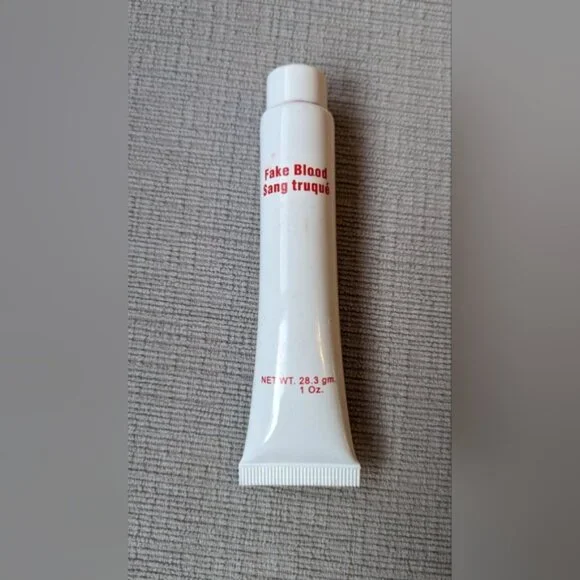 Fake Blood
Sang truqué
NET WT. 28.3 gm.
1 Oz.